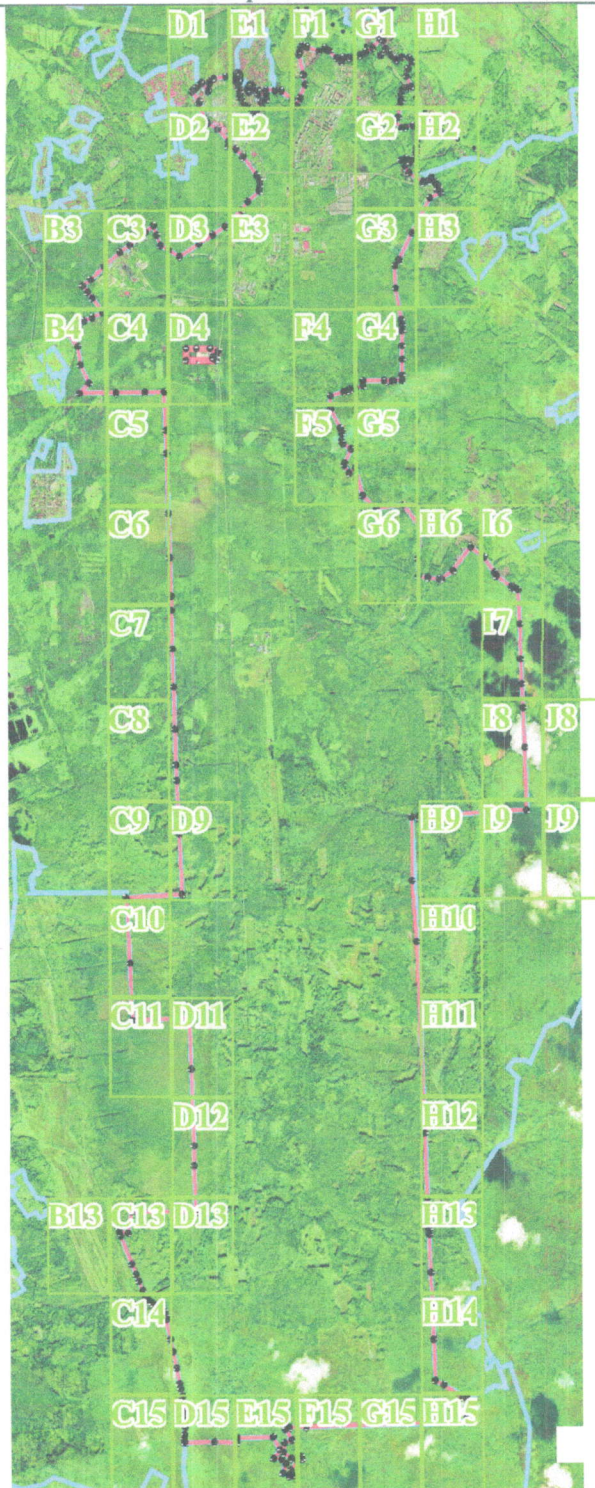 D1 E1 F1 G1 H1
D2 E2 G2 H2
B3 C3 D3 E3 G3 H3
B4 C4 D4 F4 G4
C5 F5 G5
C6 G6 H6 I6
C7 I7
C8 I8 J8
C9 D9 H9 I9 J9
C10 H10
C11 D11 H11
D12 H12
B13 C13 D13 H13
C14 H14
C15 D15 E15 F15 G15 H15